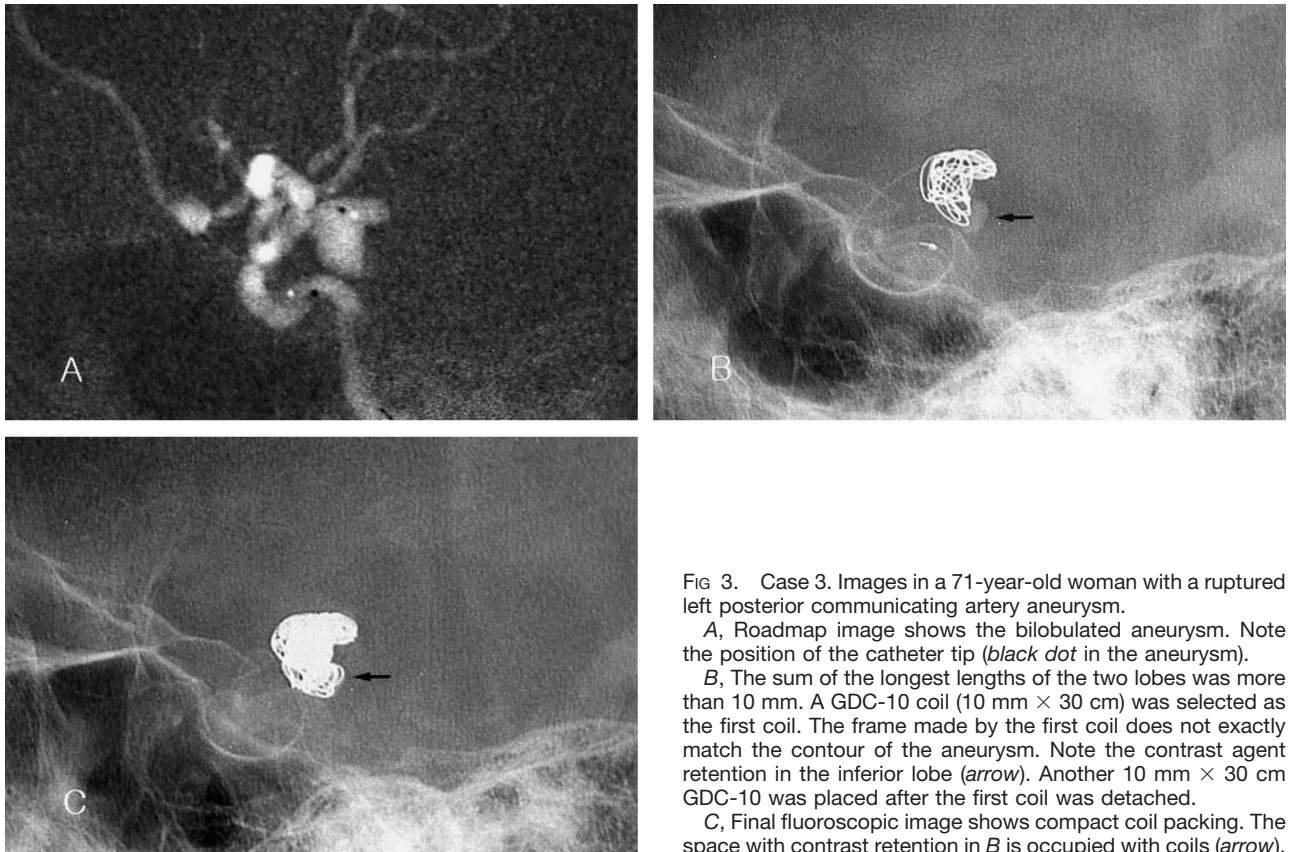 A
B
C
FIG 3. Case 3. Images in a 71-year-old woman with a ruptured
left posterior communicating artery aneurysm.
A, Roadmap image shows the bilobulated aneurysm. Note
the position of the catheter tip (black dot in the aneurysm).
B, The sum of the longest lengths of the two lobes was more
than 10 mm. A GDC-10 coil (10 mm × 30 cm) was selected as
the first coil. The frame made by the first coil does not exactly
match the contour of the aneurysm. Note the contrast agent
retention in the inferior lobe (arrow). Another 10 mm × 30 cm
GDC-10 was placed after the first coil was detached.
C, Final fluoroscopic image shows compact coil packing. The
space with contrast retention in B is occupied with coils (arrow).